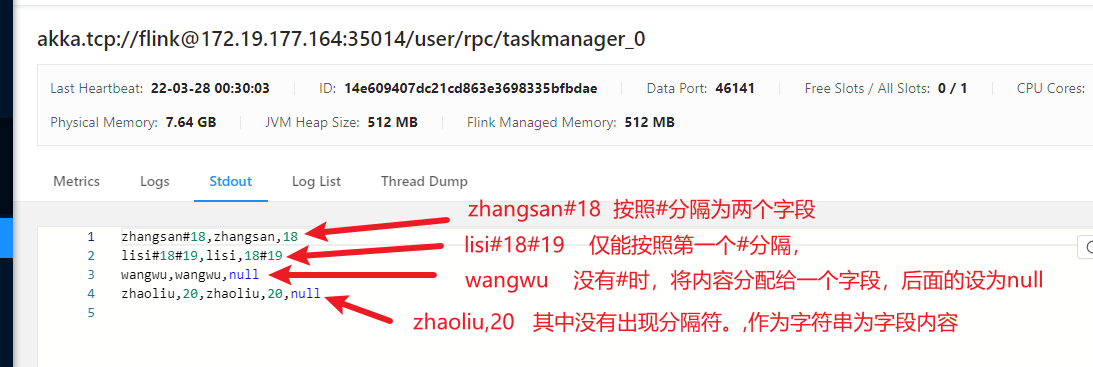 akka.tcp://flink@172.19.177.164:35014/user/rpc/taskmanager_0
Last Heartbeat: 22-03-28 00:30:03 ID: 14e609407dc21cd863e3698335bfbdae Data Port: 46141 Free Slots / All Slots: 0 / 1 CPU Cores:
Physical Memory: 7.64 GB JVM Heap Size: 512 MB Flink Managed Memory: 512 MB
Metrics Logs Stdout Log List Thread Dump
zhangsan#18 按照#分隔为两个字段
1 zhangsan#18,zhangsan,18
lisi#18#19 仅能按照第一个#分隔，
2 lisi#18#19,lisi,18#19
3 wangwu,wangwu,null
wangwu 没有#时，将内容分配给一个字段，后面的设为null
4 zhaoliu,20,zhaoliu,20,null
5
zhaoliu,20 其中没有出现分隔符。,作为字符串为字段内容